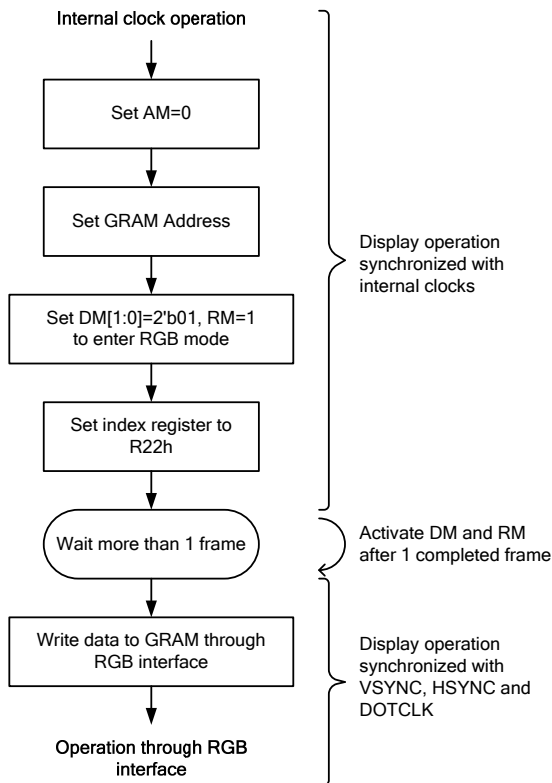 Internal clock operation
Set AM=0
Set GRAM Address
Set DM[1:0]=2'b01, RM=1
to enter RGB mode
Set index register to
R22h
Display operation
synchronized with
internal clocks
Wait more than 1 frame
Activate DM and RM
after 1 completed frame
Write data to GRAM through
RGB interface
Display operation
synchronized with
VSYNC, HSYNC and
DOTCLK
Operation through RGB
interface